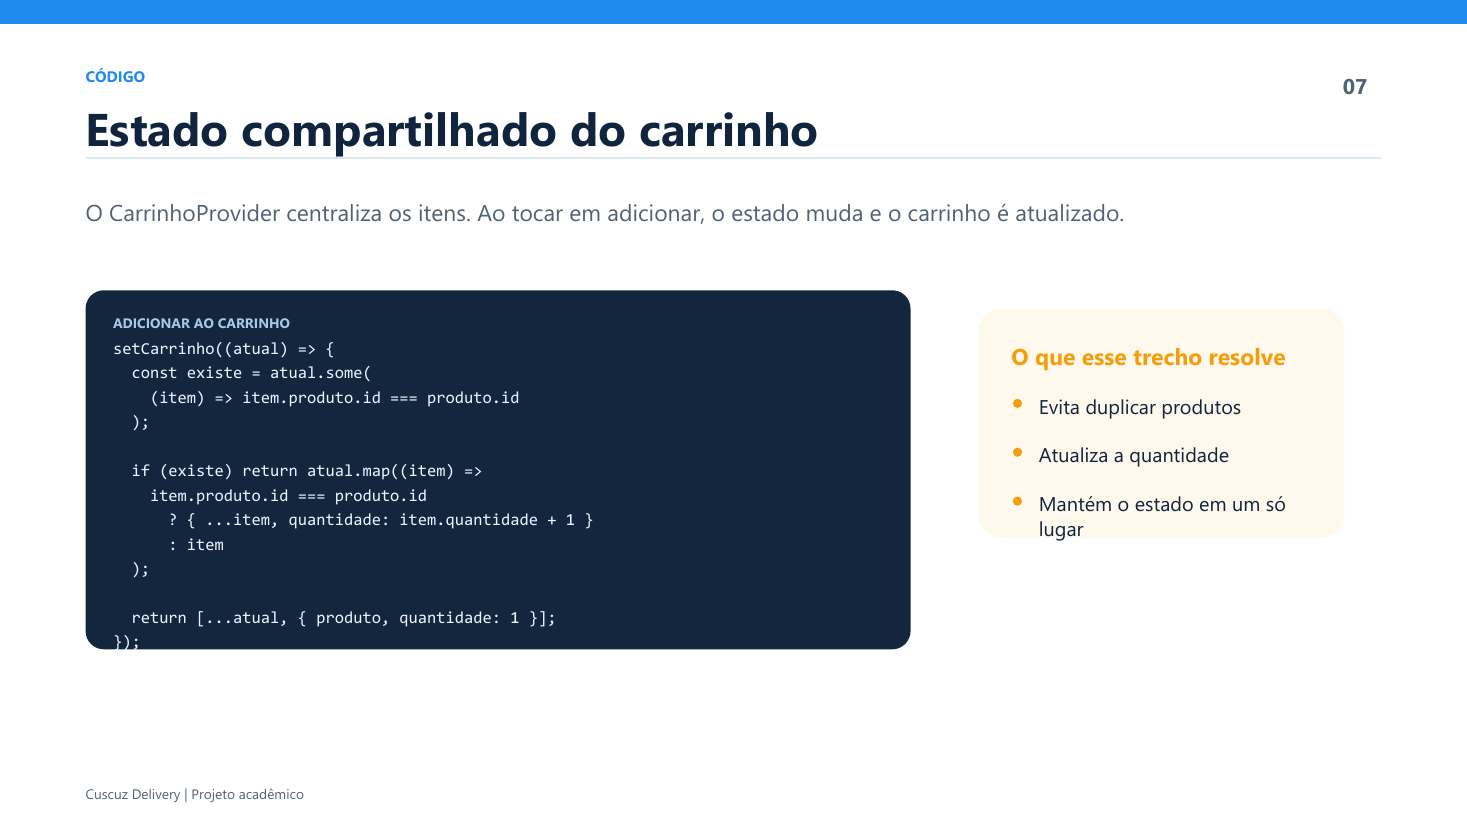 CÓDIGO
07
Estado compartilhado do carrinho
O CarrinhoProvider centraliza os itens. Ao tocar em adicionar, o estado muda e o carrinho é atualizado.
ADICIONAR AO CARRINHO
setCarrinho((atual) => {
  const existe = atual.some(
    (item) => item.produto.id === produto.id
  );

  if (existe) return atual.map((item) =>
    item.produto.id === produto.id
      ? { ...item, quantidade: item.quantidade + 1 }
      : item
  );

  return [...atual, { produto, quantidade: 1 }];
});
O que esse trecho resolve
Evita duplicar produtos
Atualiza a quantidade
Mantém o estado em um só
lugar
Cuscuz Delivery | Projeto acadêmico